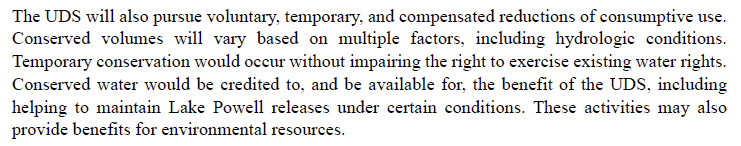 The UDS will also pursue voluntary, temporary, and compensated reductions of consumptive use.
Conserved volumes will vary based on multiple factors, including hydrologic conditions.
Temporary conservation would occur without impairing the right to exercise existing water rights.
Conserved water would be credited to, and be available for, the benefit of the UDS, including
helping to maintain Lake Powell releases under certain conditions. These activities may also
provide benefits for environmental resources.